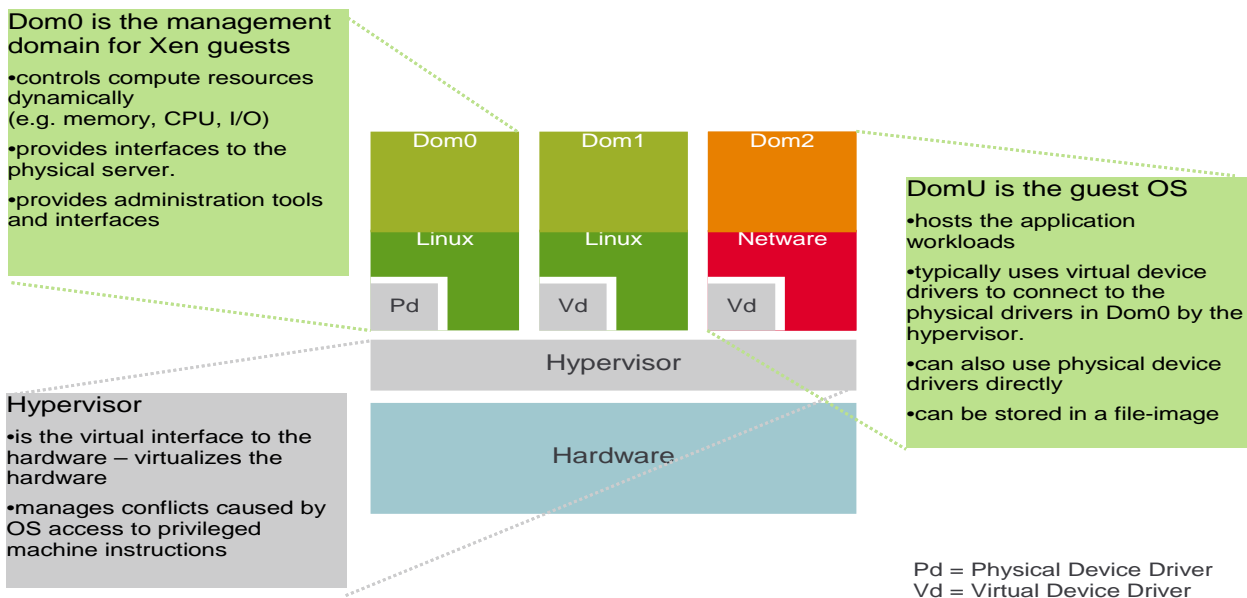 Dom0 is the management
domain for Xen guests
•controls compute resources
dynamically
(e.g. memory, CPU, I/O)
•provides interfaces to the
physical server.
•provides administration tools
and interfaces
Dom0
Dom1
Dom2
Linux
Linux
Netware
Pd
Vd
Vd
Hypervisor
Hardware
DomU is the guest OS
•hosts the application
workloads
•typically uses virtual device
drivers to connect to the
physical drivers in Dom0 by the
hypervisor.
•can also use physical device
drivers directly
•can be stored in a file-image
Hypervisor
•is the virtual interface to the
hardware – virtualizes the
hardware
•manages conflicts caused by
OS access to privileged
machine instructions
Pd = Physical Device Driver
Vd = Virtual Device Driver